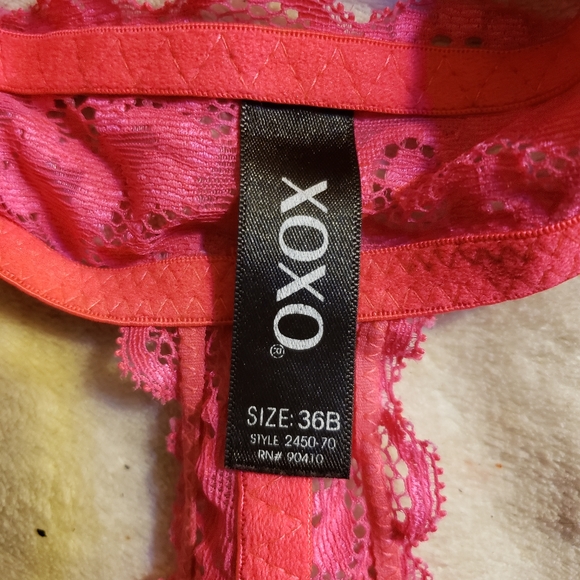 XOXO®
SIZE: 36B
STYLE 2450-70
RN# 90410